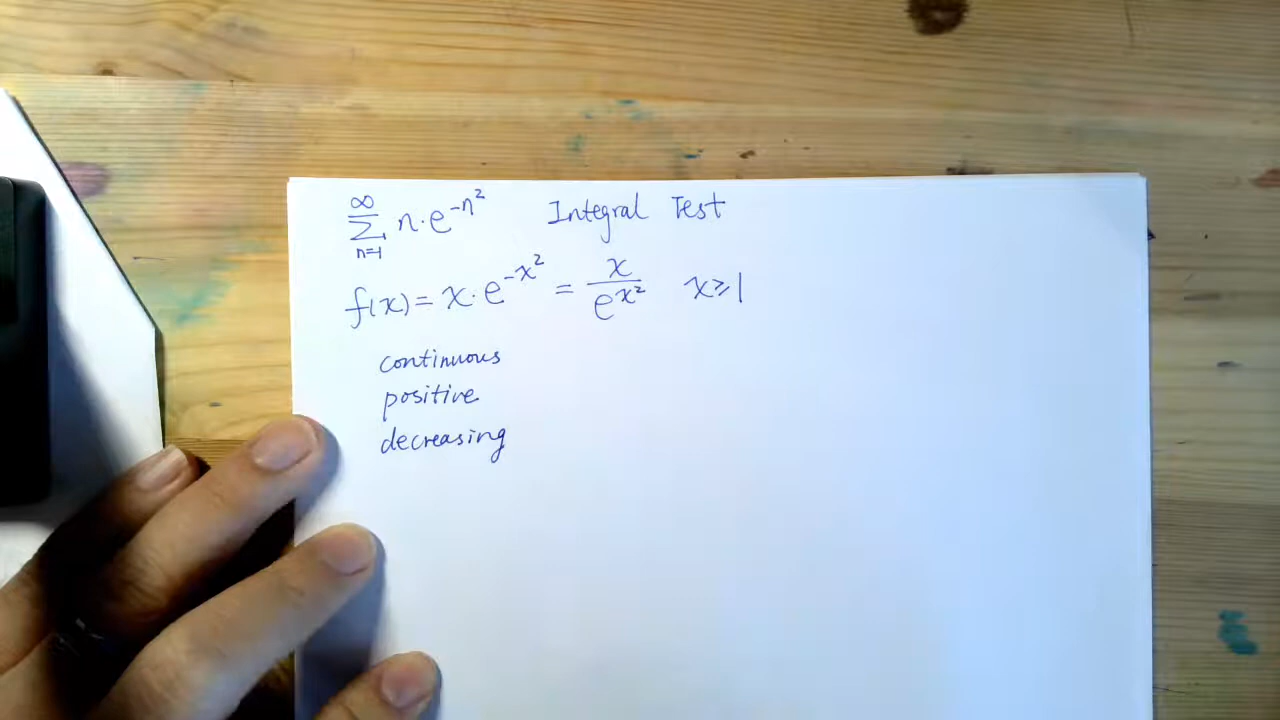 ∞∑n=1 n·e^{-n²} Integral Test
f(x) = x·e^{-x²} = x/e^{x²} x≥1
continuous
positive
decreasing